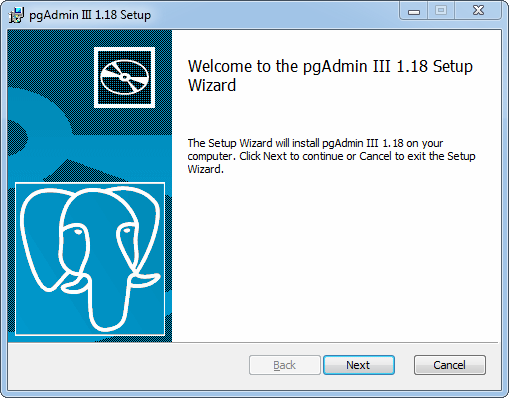 pgAdmin III 1.18 Setup
Welcome to the pgAdmin III 1.18 Setup
Wizard
The Setup Wizard will install pgAdmin III 1.18 on your
computer. Click Next to continue or Cancel to exit the Setup
Wizard.
Back
Next
Cancel